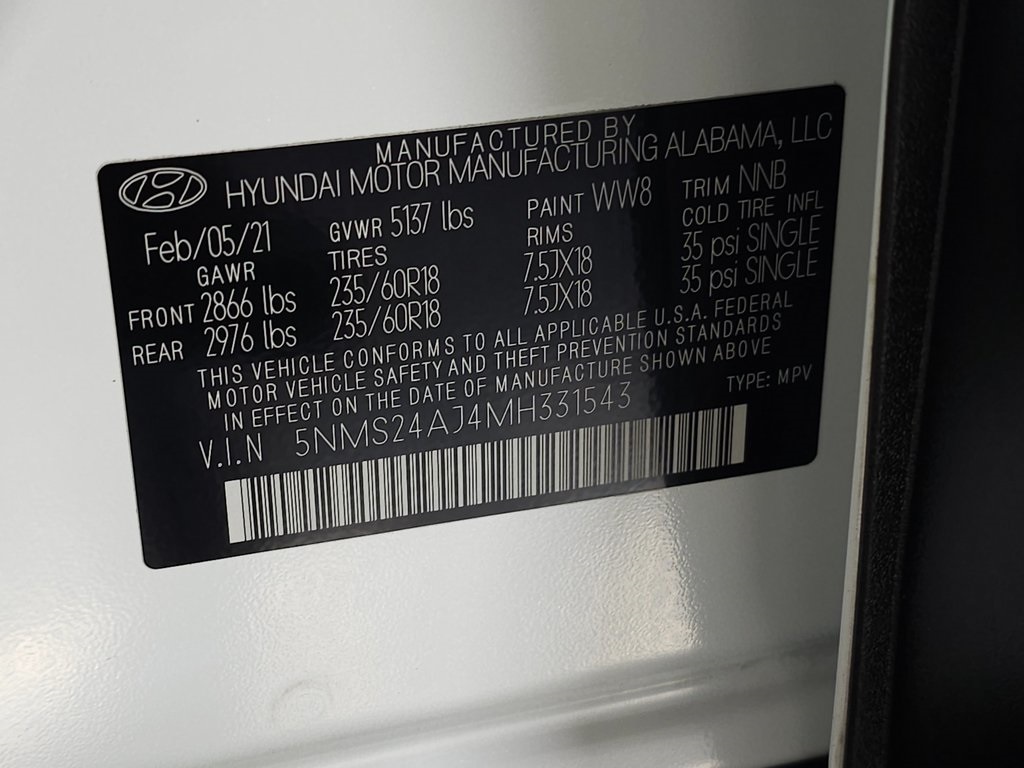 MANUFACTURED BY
HYUNDAI MOTOR MANUFACTURING ALABAMA, LLC
Feb/05/21 GVWR 5137 lbs PAINT WW8 TRIM NNB
GAWR TIRES RIMS COLD TIRE INFL
FRONT 2866 lbs 235/60R18 7.5JX18 35 psi SINGLE
REAR 2976 lbs 235/60R18 7.5JX18 35 psi SINGLE
THIS VEHICLE CONFORMS TO ALL APPLICABLE U.S.A. FEDERAL
MOTOR VEHICLE SAFETY AND THEFT PREVENTION STANDARDS
IN EFFECT ON THE DATE OF MANUFACTURE SHOWN ABOVE
V.I.N 5NMS24AJ4MH331543 TYPE: MPV